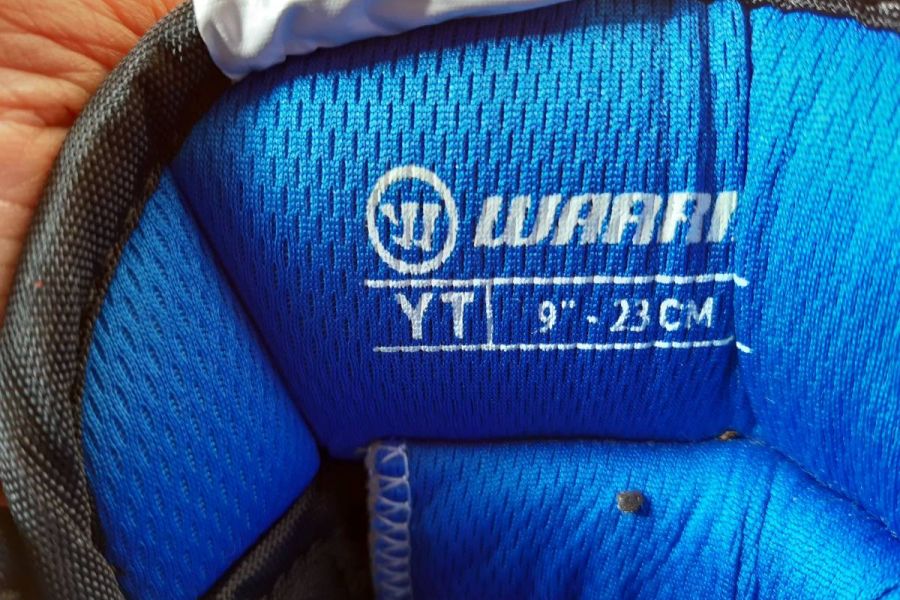 WARRI
YT 9" - 23 CM